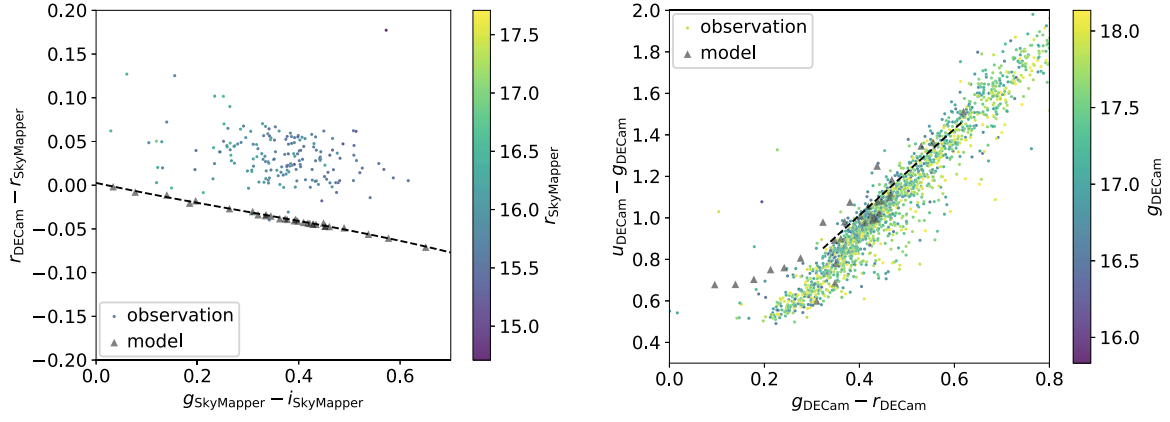 0.20
0.15
0.10
0.05
0.00
−0.05
−0.10
−0.15
−0.20
r_DECam − r_SkyMapper
observation
model
0.0 0.2 0.4 0.6
g_SkyMapper − i_SkyMapper
17.5
17.0
16.5
16.0
15.5
15.0
r_SkyMapper
2.0
1.8
1.6
1.4
1.2
1.0
0.8
0.6
0.4
u_DECam − g_DECam
observation
model
0.0 0.2 0.4 0.6 0.8
g_DECam − r_DECam
18.0
17.5
17.0
16.5
16.0
g_DECam